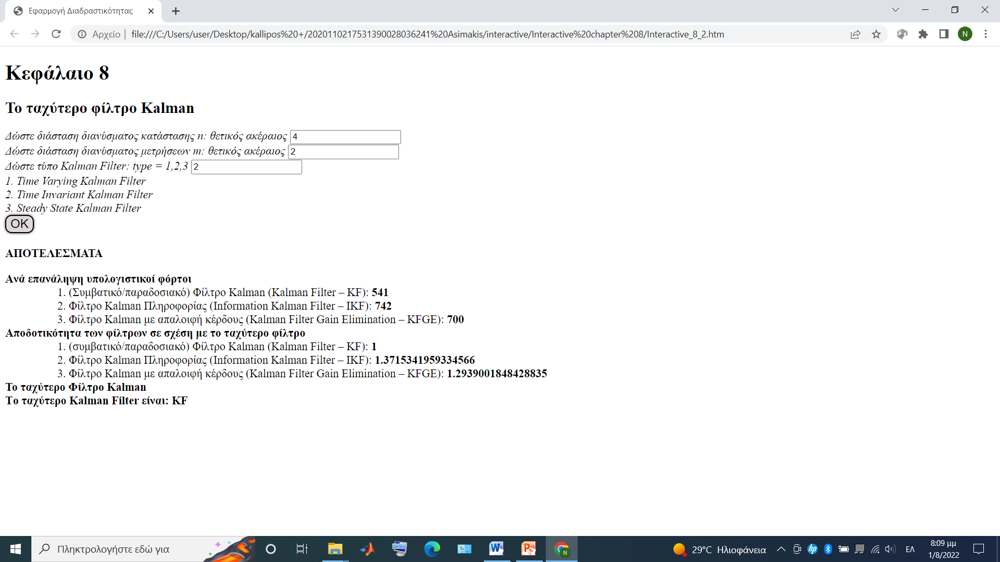 Εφαρμογή Διαδραστικότητας
Αρχείο | file:///C:/Users/user/Desktop/kallipos%20+/2020110217531390028036241%20Asimakis/interactive/Interactive%20chapter%208/Interactive_8_2.htm
N
Κεφάλαιο 8
Το ταχύτερο φίλτρο Kalman
Δώστε διάσταση διανύσματος κατάστασης n: θετικός ακέραιος 4
Δώστε διάσταση διανύσματος μετρήσεων m: θετικός ακέραιος 2
Δώστε τύπο Kalman Filter: type = 1,2,3 2
1. Time Varying Kalman Filter
2. Time Invariant Kalman Filter
3. Steady State Kalman Filter
OK
ΑΠΟΤΕΛΕΣΜΑΤΑ
Ανά επανάληψη υπολογιστικοί φόρτοι
1. (Συμβατικό/παραδοσιακό) Φίλτρο Kalman (Kalman Filter – KF): 541
2. Φίλτρο Kalman Πληροφορίας (Information Kalman Filter – IKF): 742
3. Φίλτρο Kalman με απαλοιφή κέρδους (Kalman Filter Gain Elimination – KFGE): 700
Αποδοτικότητα των φίλτρων σε σχέση με το ταχύτερο φίλτρο
1. (συμβατικό/παραδοσιακό) Φίλτρο Kalman (Kalman Filter – KF): 1
2. Φίλτρο Kalman Πληροφορίας (Information Kalman Filter – IKF): 1.3715341959334566
3. Φίλτρο Kalman με απαλοιφή κέρδους (Kalman Filter Gain Elimination – KFGE): 1.2939001848428835
Το ταχύτερο Φίλτρο Kalman
Το ταχύτερο Kalman Filter είναι: KF
Πληκτρολογήστε εδώ για
29°C Ηλιοφάνεια
ΕΛ
8:09 μμ
1/8/2022